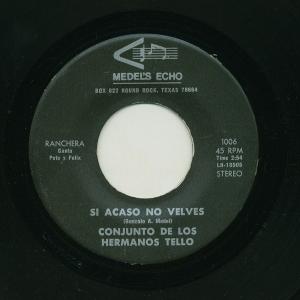 MEDEL'S ECHO
BOX 822 ROUND ROCK, TEXAS 78664
RANCHERA
Canta
Polo y Felix
1006
45 RPM
Time 2:54
LH-10505
STEREO
SI ACASO NO VELVES
(Gonzalo A. Medel)
CONJUNTO DE LOS
HERMANOS TELLO